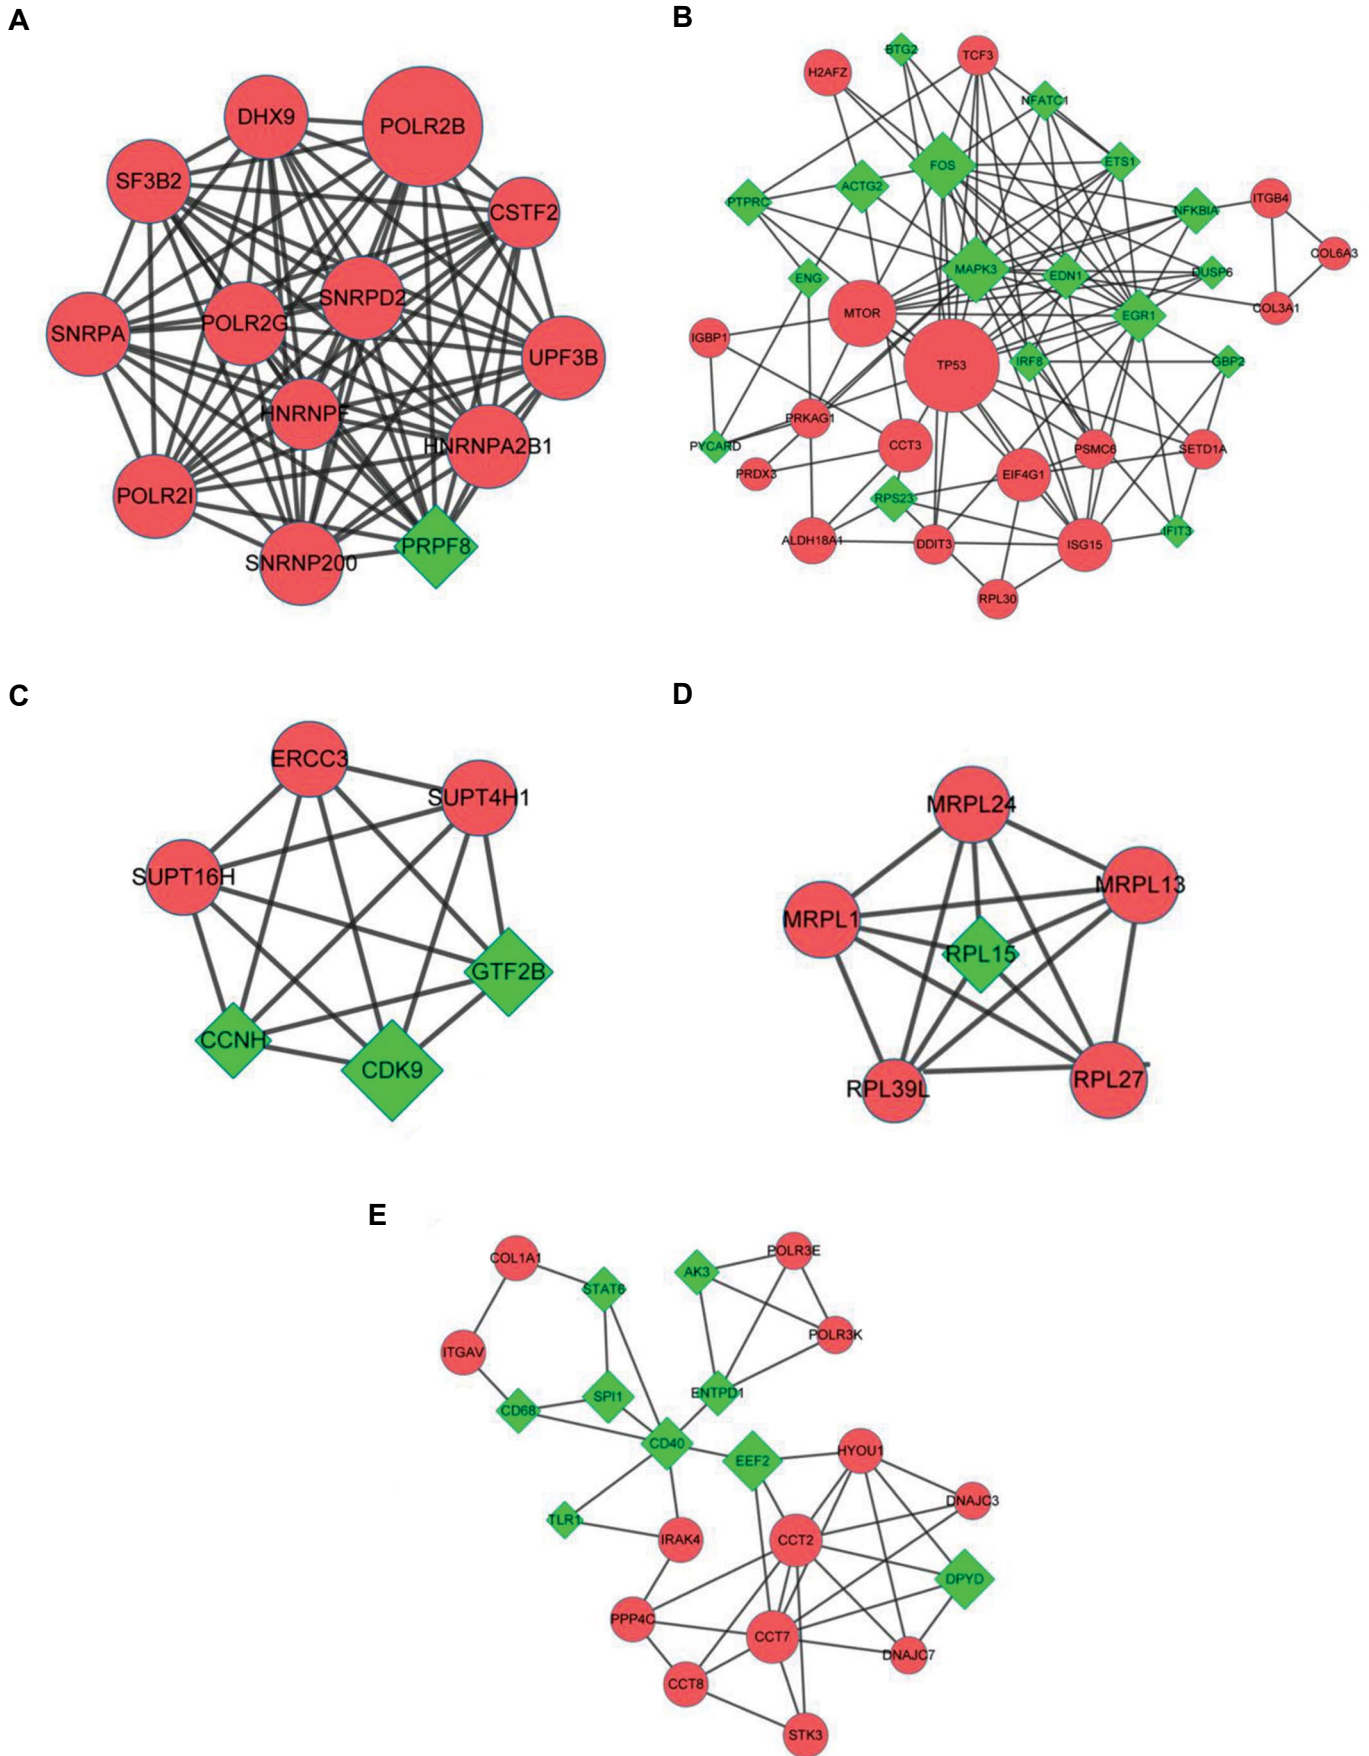 A
B
DHX9
POLR2B
SF3B2
CSTF2
SNRPD2
POLR2G
SNRPA
UPF3B
HNRNPF
HNRNPA2B1
POLR2I
PRPF8
SNRNP200
BTG2
TCF3
H2AFZ
NFATC1
FOS
ETS1
ACTG2
PTPRC
ITGB4
NFKBIA
COL6A3
MAPK3
EDN1
DUSP6
ENG
COL3A1
MTOR
EGR1
IGBP1
TP53
IRF8
GBP2
PRKAG1
PYCARD
CCT3
PSMC6
SETD1A
PRDX3
EIF4G1
RPS23
IFIT3
ALDH18A1
DDIT3
ISG15
RPL30
C
D
ERCC3
SUPT4H1
SUPT16H
GTF2B
CCNH
CDK9
MRPL24
MRPL13
MRPL1
RPL15
RPL39L
RPL27
E
COL1A1
POLR3E
AK3
STAT6
POLR3K
ITGAV
SPI1
ENTPD1
CD68
CD40
EEF2
HYOU1
DNAJC3
TLR1
IRAK4
CCT2
DPYD
PPP4C
CCT7
DNAJC7
CCT8
STK3